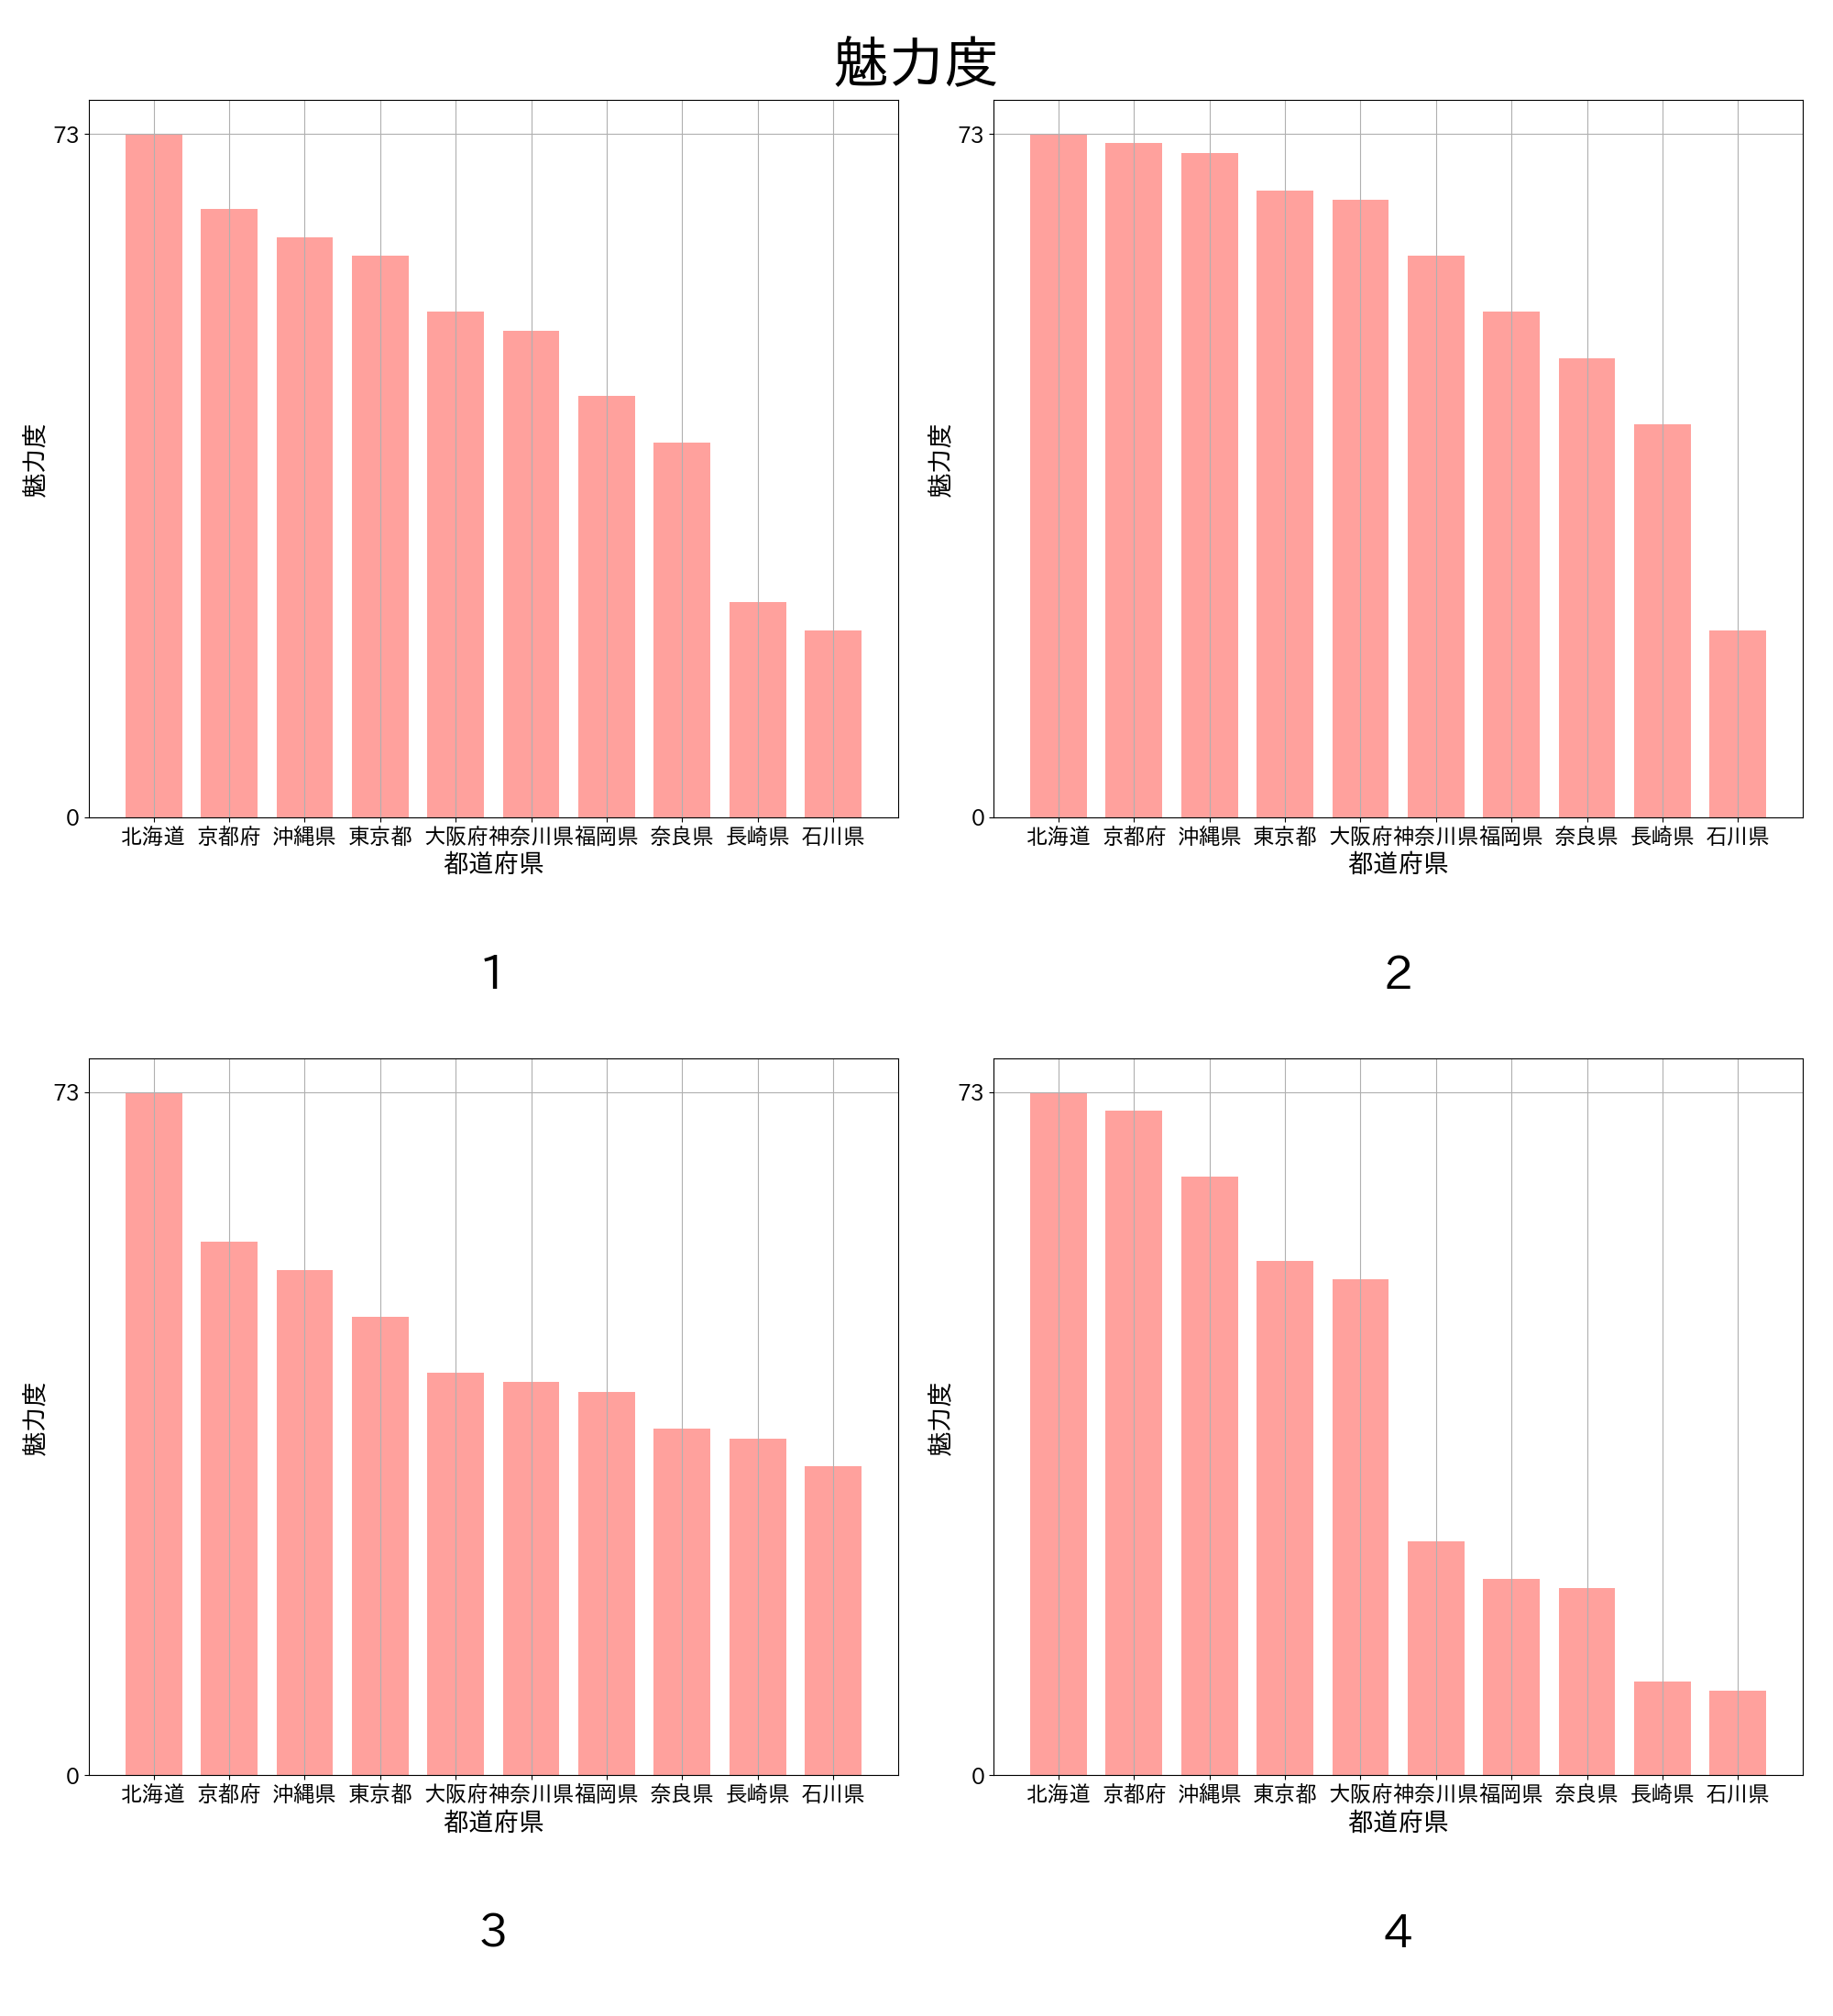 魅力度
73
0
魅力度
北海道 京都府 沖縄県 東京都 大阪府 神奈川県 福岡県 奈良県 長崎県 石川県
都道府県
1
73
0
魅力度
北海道 京都府 沖縄県 東京都 大阪府 神奈川県 福岡県 奈良県 長崎県 石川県
都道府県
2
73
0
魅力度
北海道 京都府 沖縄県 東京都 大阪府 神奈川県 福岡県 奈良県 長崎県 石川県
都道府県
3
73
0
魅力度
北海道 京都府 沖縄県 東京都 大阪府 神奈川県 福岡県 奈良県 長崎県 石川県
都道府県
4